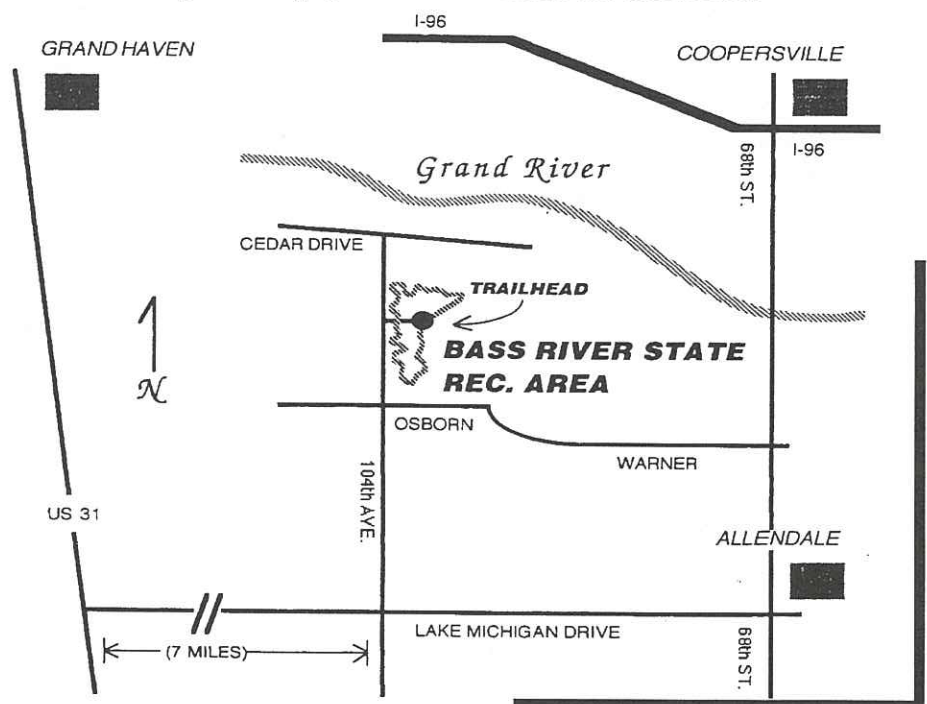 I-96
GRAND HAVEN
COOPERSVILLE
I-96
68th ST.
Grand River
CEDAR DRIVE
TRAILHEAD
BASS RIVER STATE
REC. AREA
N
OSBORN
WARNER
104th AVE.
US 31
ALLENDALE
LAKE MICHIGAN DRIVE
(7 MILES)
68th ST.